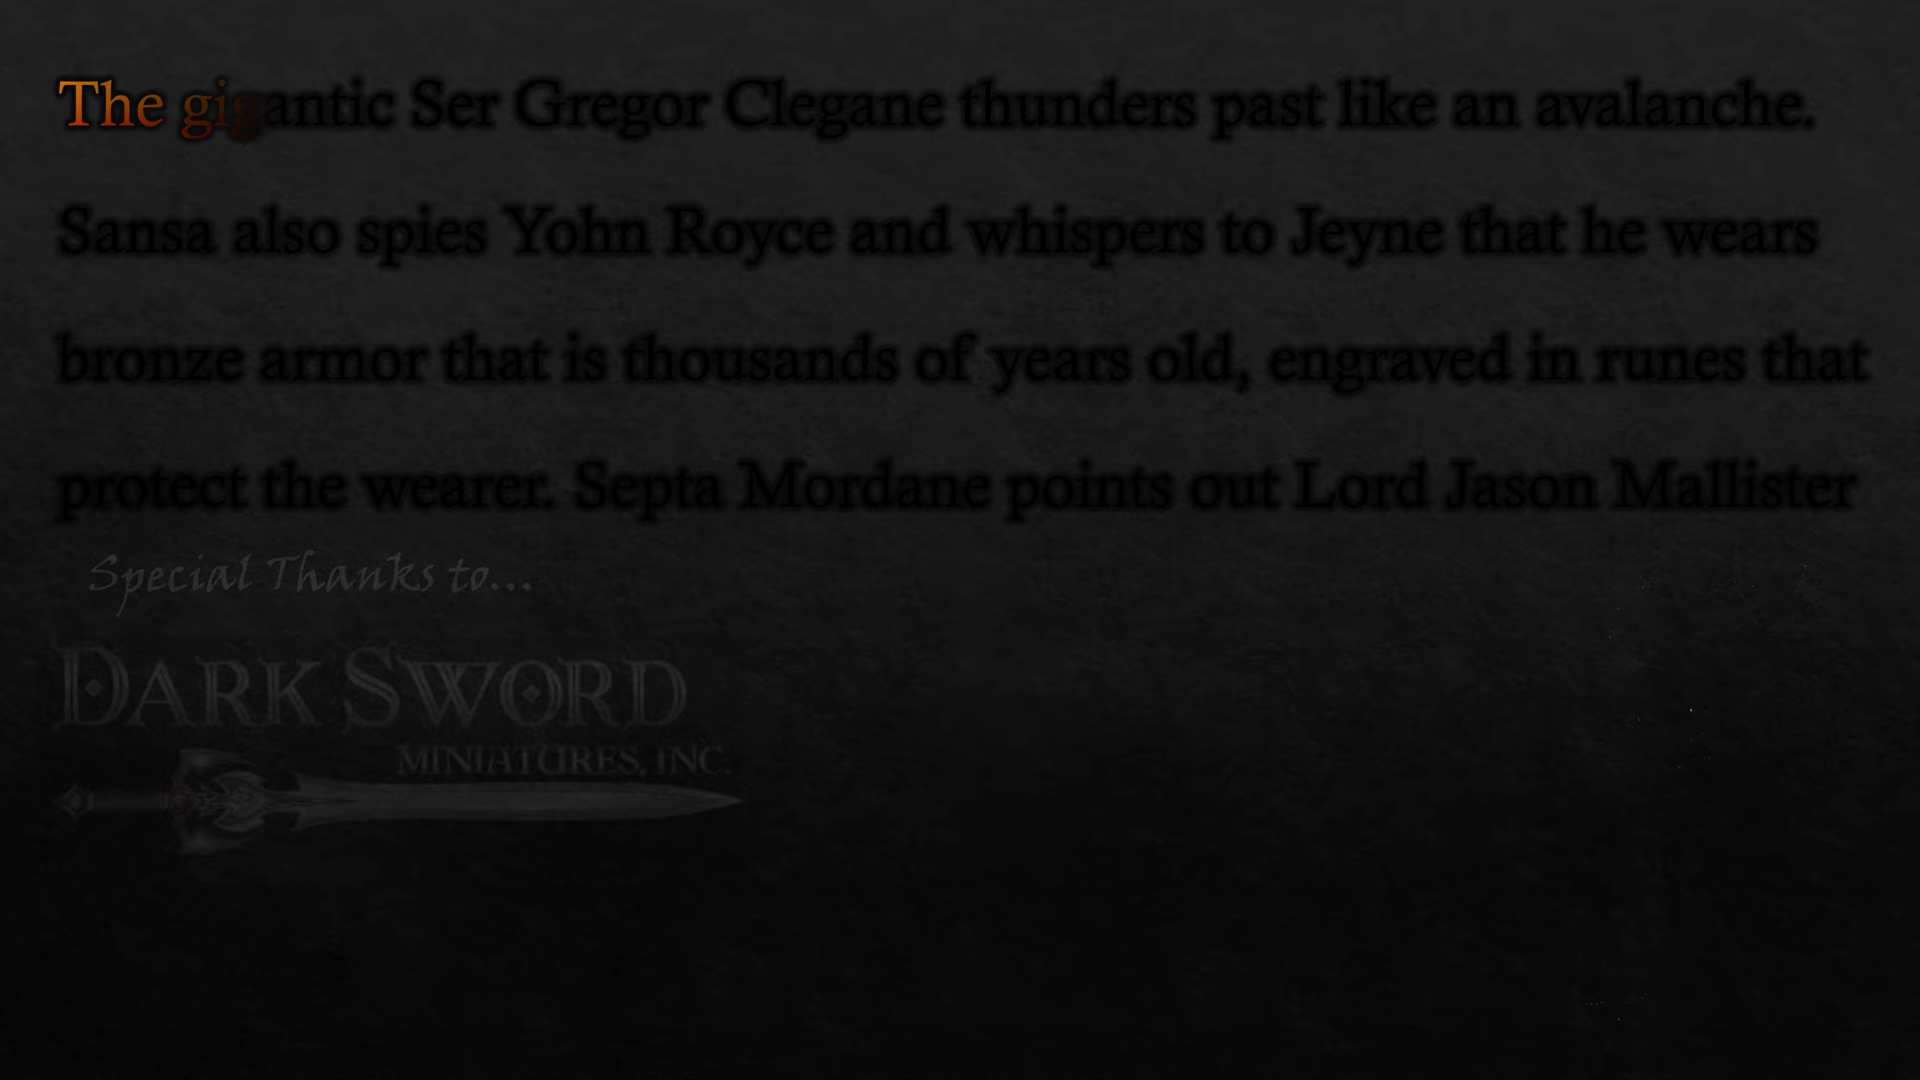 The gigantic Ser Gregor Clegane thunders past like an avalanche.
Sansa also spies Yohn Royce and whispers to Jeyne that he wears
bronze armor that is thousands of years old, engraved in runes that
protect the wearer. Septa Mordane points out Lord Jason Mallister
Special Thanks to...
DARK SWORD
MINIATURES, INC.